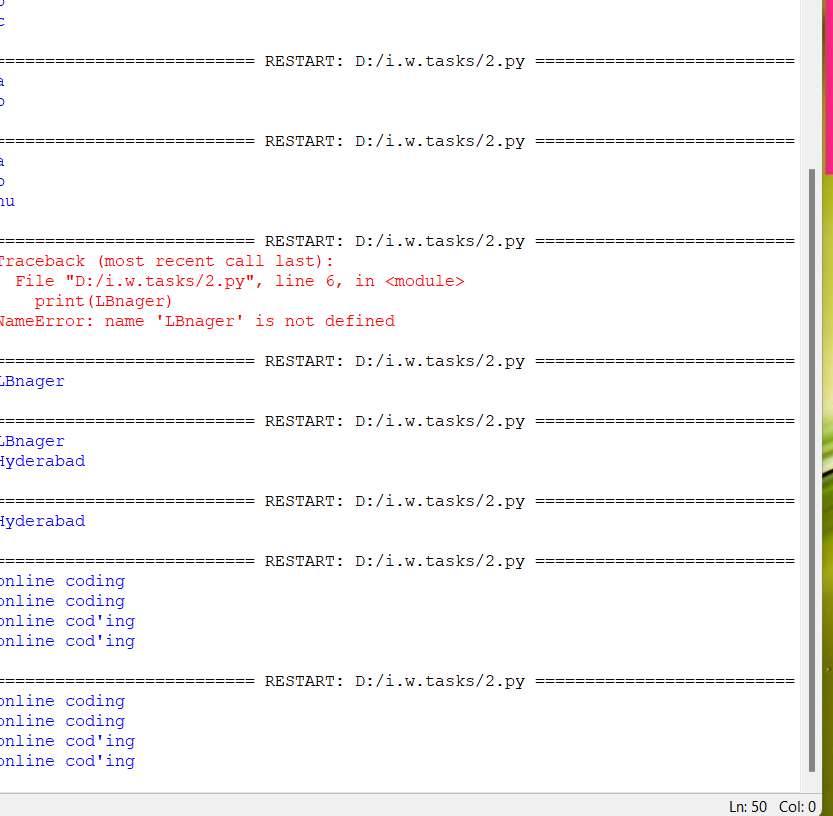 c
========================== RESTART: D:/i.w.tasks/2.py ==========================
a
b
========================== RESTART: D:/i.w.tasks/2.py ==========================
a
b
nu
========================== RESTART: D:/i.w.tasks/2.py ==========================
Traceback (most recent call last):
  File "D:/i.w.tasks/2.py", line 6, in <module>
    print(LBnager)
NameError: name 'LBnager' is not defined
========================== RESTART: D:/i.w.tasks/2.py ==========================
LBnager
========================== RESTART: D:/i.w.tasks/2.py ==========================
LBnager
Hyderabad
========================== RESTART: D:/i.w.tasks/2.py ==========================
Hyderabad
========================== RESTART: D:/i.w.tasks/2.py ==========================
online coding
online coding
online cod'ing
online cod'ing
========================== RESTART: D:/i.w.tasks/2.py ==========================
online coding
online coding
online cod'ing
online cod'ing
Ln: 50 Col: 0